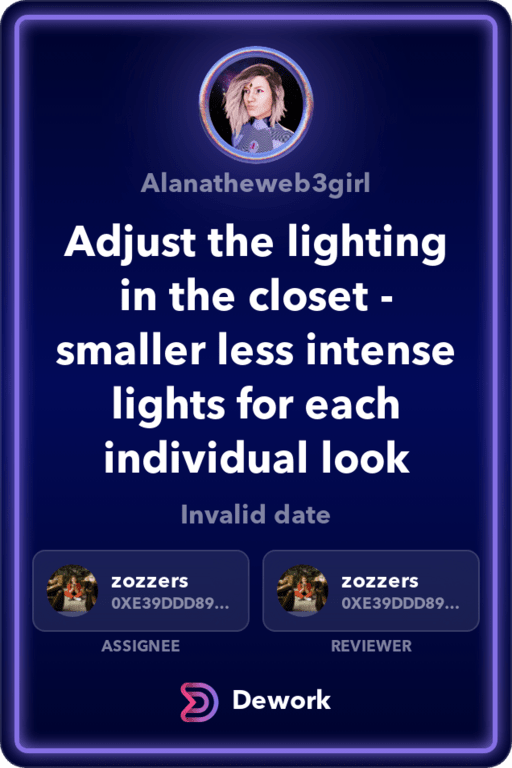 Alanatheweb3girl
Adjust the lighting
in the closet -
smaller less intense
lights for each
individual look
Invalid date
zozzers
0XE39DDD89...
ASSIGNEE
zozzers
0XE39DDD89...
REVIEWER
Dework